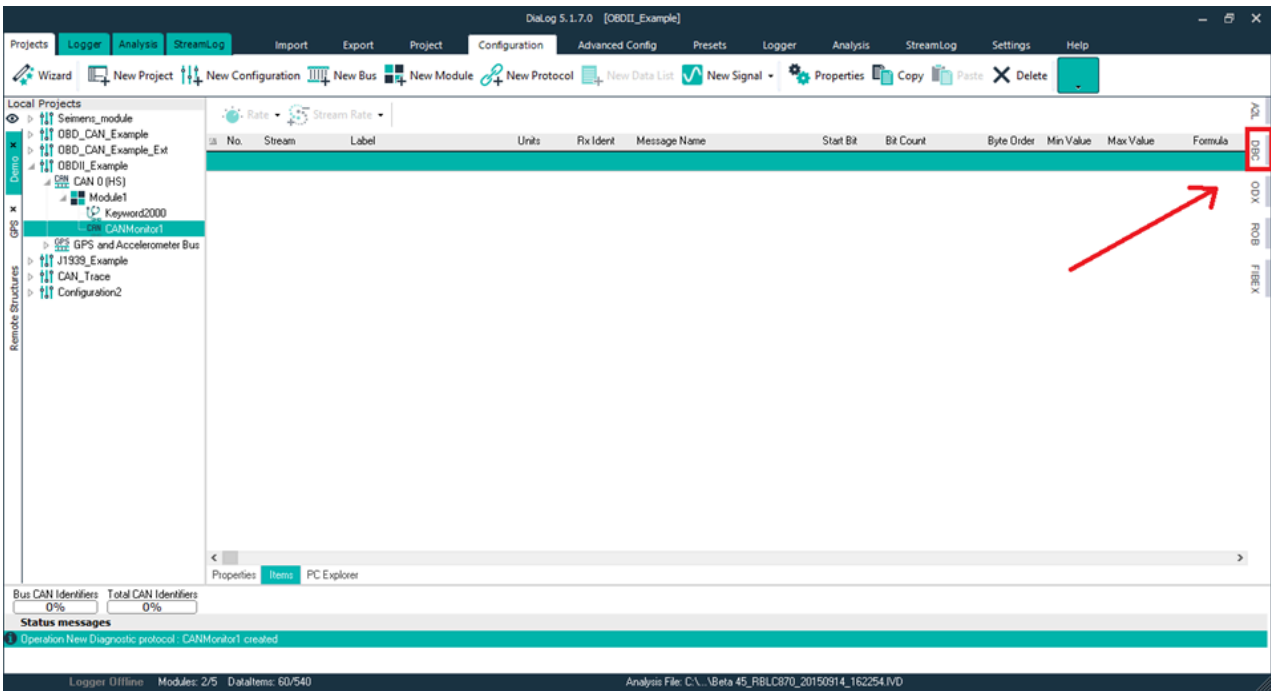 DiaLog 5.1.7.0 [OBDII_Example]
Projects Logger Analysis StreamLog Import Export Project Configuration Advanced Config Presets Logger Analysis StreamLog Settings Help
Wizard New Project New Configuration New Bus New Module New Protocol New Data List New Signal Properties Copy Paste Delete
Local Projects
Seimens_module
OBD_CAN_Example
OBD_CAN_Example_Ext
OBDII_Example
CAN 0 (HS)
Module1
Keyword2000
CANMonitor1
GPS and Accelerometer Bus
J1939_Example
CAN_Trace
Configuration2
Demo
GPS
Remote Structures
Rate Stream Rate
No. Stream Label Units Rx Ident Message Name Start Bit Bit Count Byte Order Min Value Max Value Formula
A2L
DBC
ODX
ROB
FIBEX
Properties Items PC Explorer
Bus CAN Identifiers Total CAN Identifiers
0% 0%
Status messages
Operation New Diagnostic protocol : CANMonitor1 created
Logger Offline Modules: 2/5 DataItems: 60/540 Analysis File: C:\...\Beta 45_RBLC870_20150914_162254.IVD